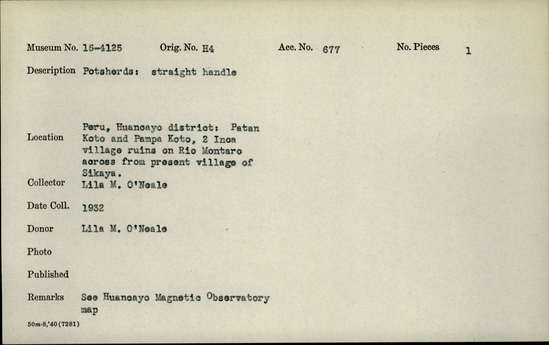 Museum No. 16-4125 Orig. No. H4 Acc. No. 677 No. Pieces 1
Description Potsherds: straight handle
Location Peru, Huancayo district: Patan
Koto and Pampa Koto, 2 Inca
village ruins on Rio Montaro
across from present village of
Sikaya.
Collector Lila M. O'Neale
Date Coll. 1932
Donor Lila M. O'Neale
Photo
Published
Remarks See Huancayo Magnetic Observatory
map
50m-8,'40(7281)